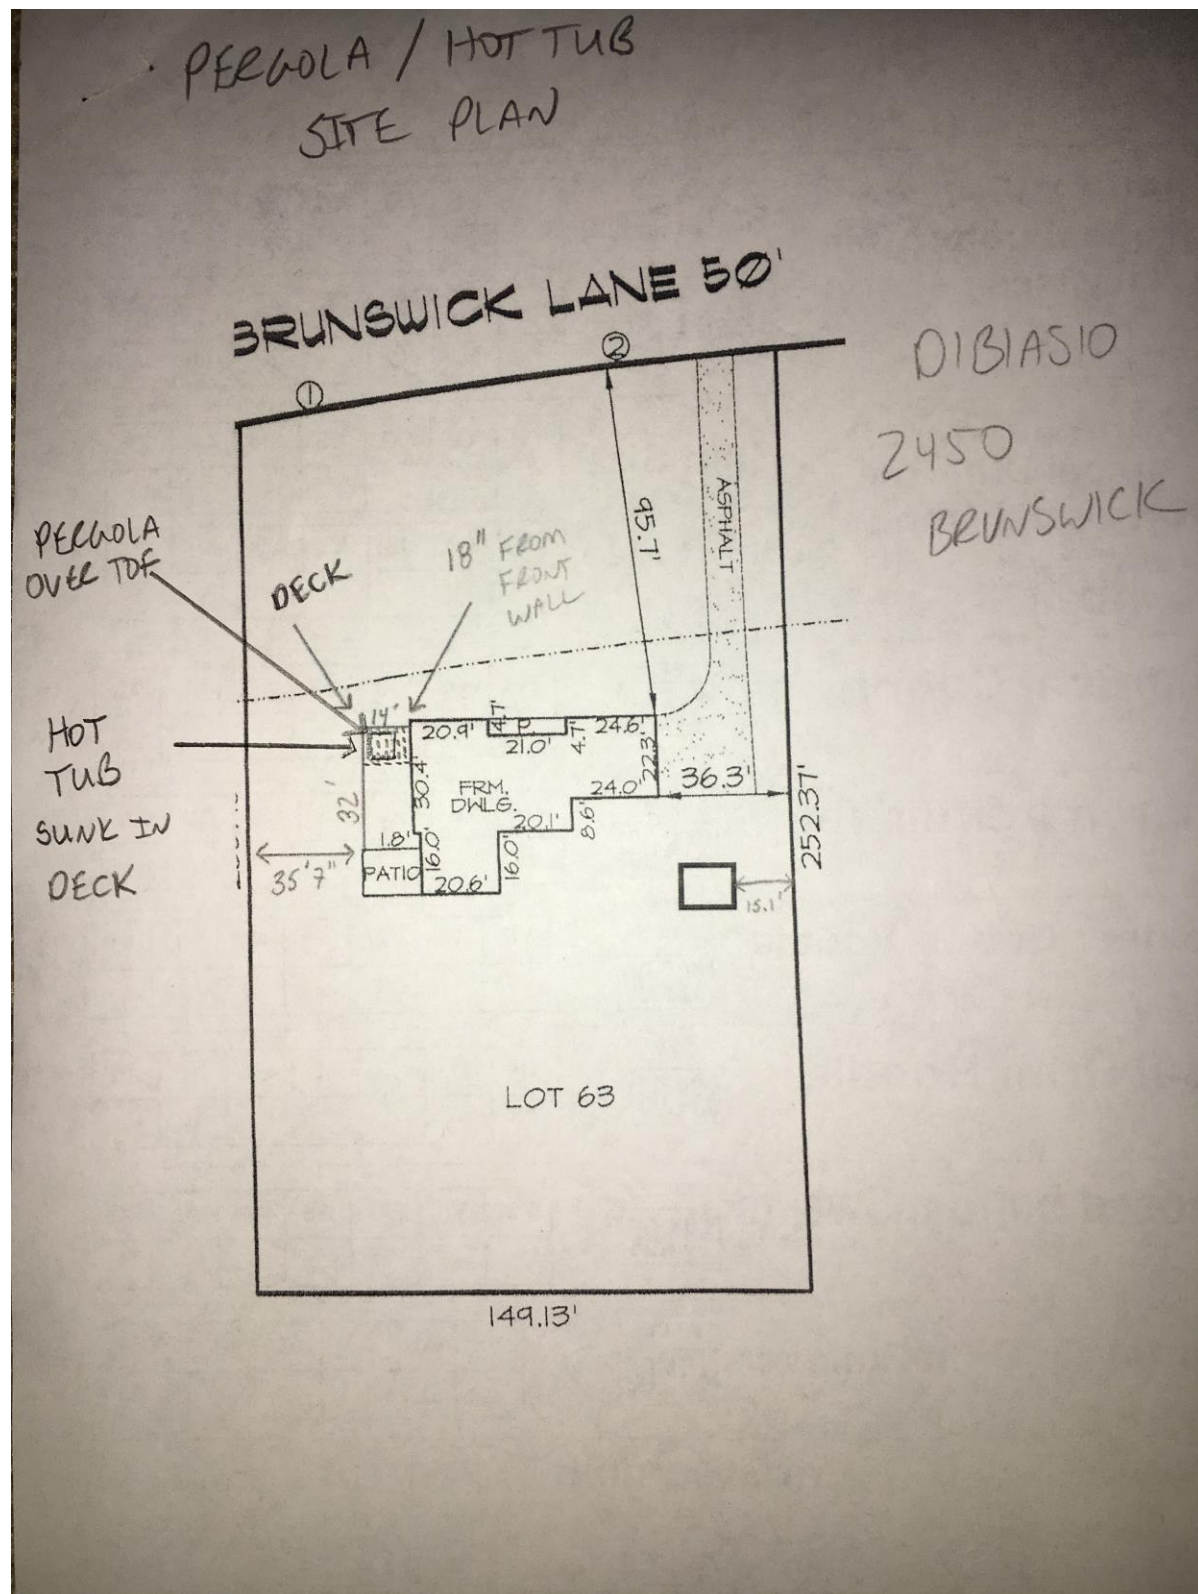 PERGOLA / HOT TUB
SITE PLAN
BRUNSWICK LANE 50'
①
②
DIBIASIO
2450
BRUNSWICK
PERGOLA
OVER TOP
DECK
18" FROM
FRONT
WALL
95.7'
ASPHALT
HOT
TUB
SUNK IN
DECK
14'
20.9'
4.7'
P.
21.0'
4.7'
24.6'
22.3'
36.3'
32'
30.4'
FRM.
DWLG.
24.0'
8.6'
20.1'
1.8'
16.0'
16.0'
PATIO
20.6'
35'7"
15.1'
252.37'
LOT 63
149.13'